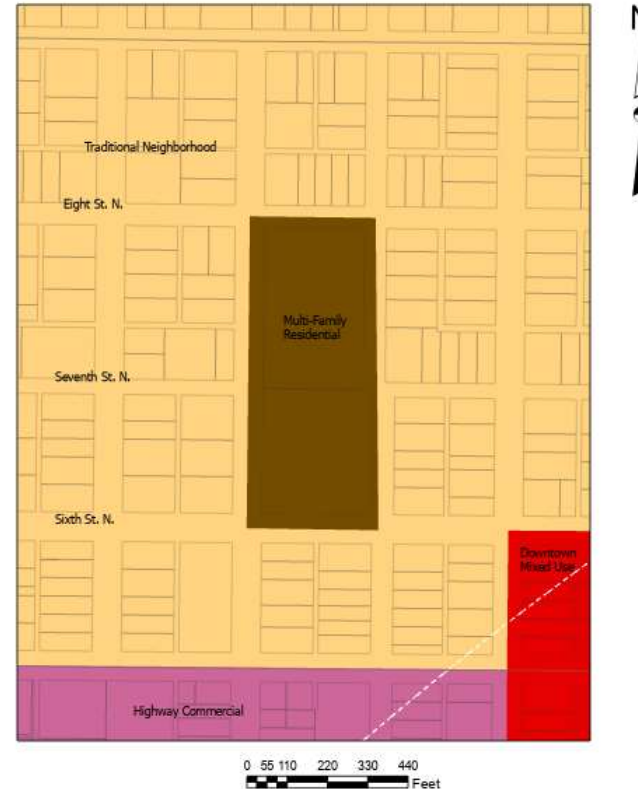 N
Traditional Neighborhood
Eight St. N.
Multi-Family
Residential
Seventh St. N.
Sixth St. N.
Downtown
Mixed Use
Highway Commercial
0 55 110 220 330 440
Feet